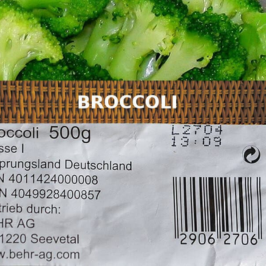 BROCCOLI
occoli 500g
sse I
prungsland Deutschland
N 4011424000008
N 4049928400857
trieb durch:
HR AG
1220 Seevetal
w.behr-ag.com
L2704
13:09
2906 2706